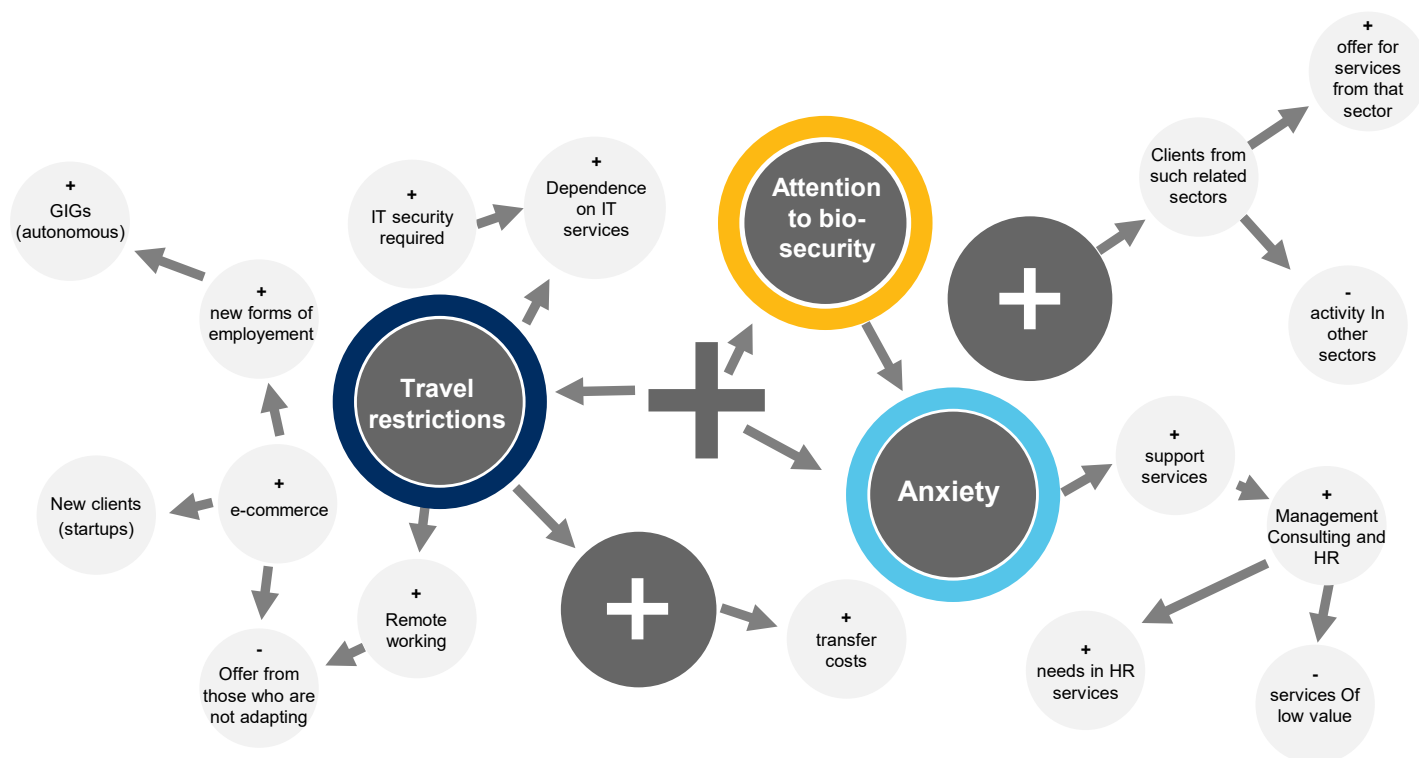 +
offer for
services
from that
sector
Clients from
such related
sectors
-
activity In
other
sectors
+
Attention
to bio-
security
+
Dependence
on IT
services
+
IT security
required
+
GIGs
(autonomous)
+
new forms of
employement
Travel
restrictions
+
+
e-commerce
New clients
(startups)
-
Offer from
those who are
not adapting
+
Remote
working
+
+
transfer
costs
Anxiety
+
support
services
+
Management
Consulting and
HR
+
needs in HR
services
-
services Of
low value